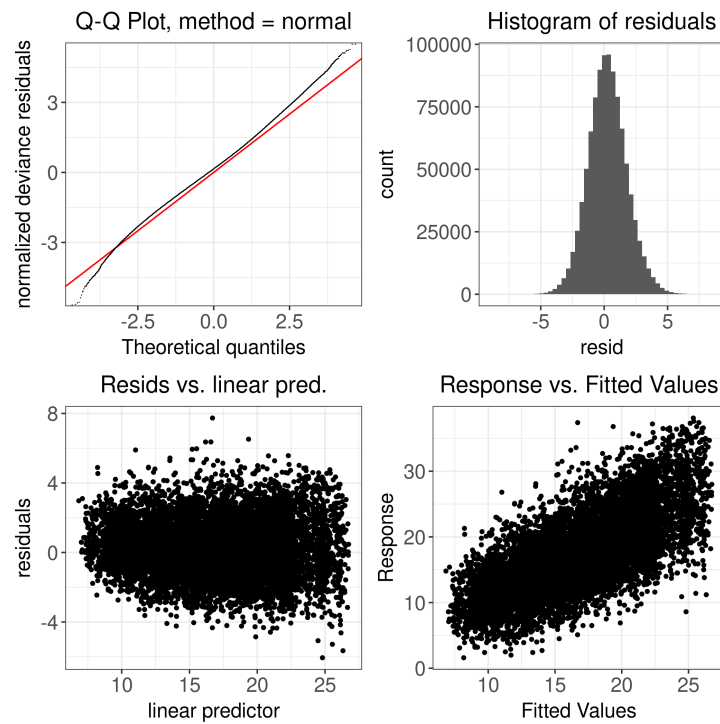 Q-Q Plot, method = normal
normalized deviance residuals
3
0
-3
-2.5 0.0 2.5
Theoretical quantiles
Histogram of residuals
count
100000
75000
50000
25000
0
-5 0 5
resid
Resids vs. linear pred.
residuals
8
4
0
-4
10 15 20 25
linear predictor
Response vs. Fitted Values
Response
30
20
10
0
10 15 20 25
Fitted Values